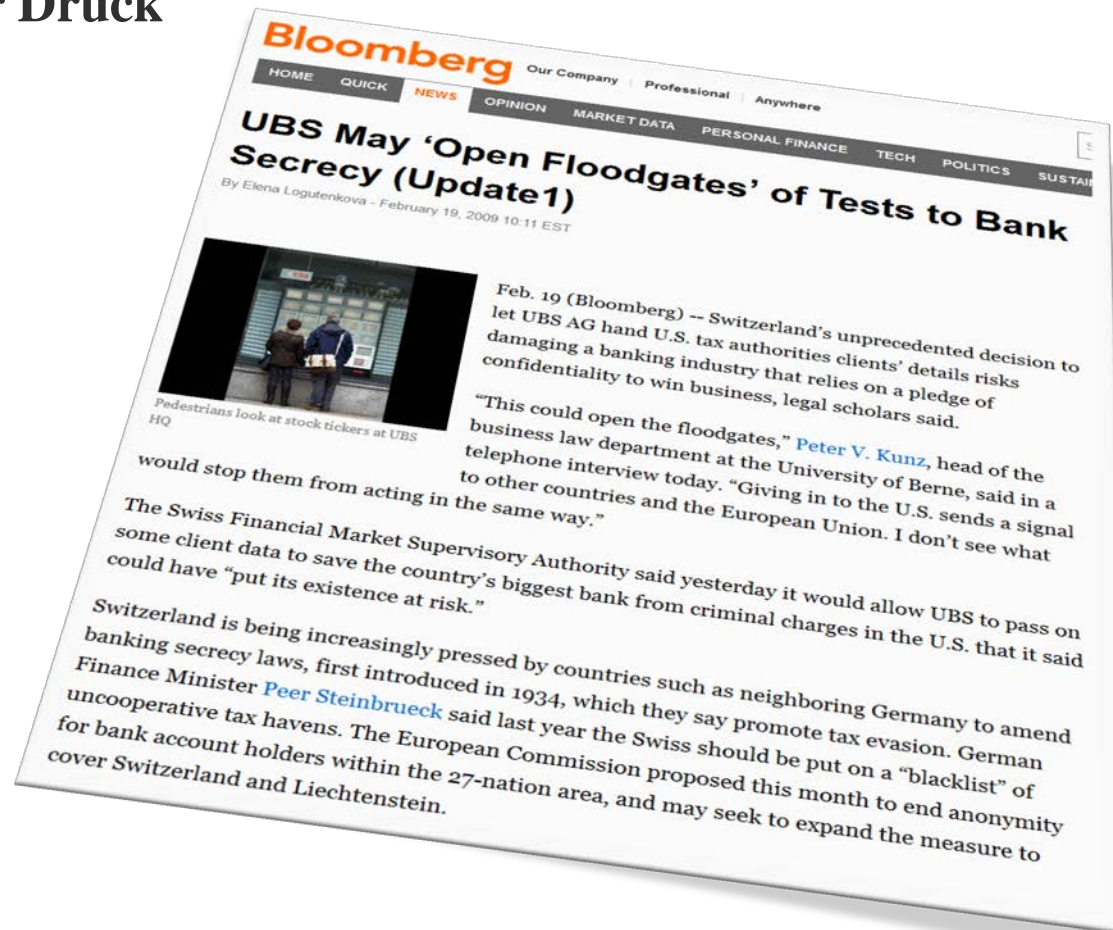 r Druck
Bloomberg
Our Company | Professional | Anywhere
HOME QUICK NEWS OPINION MARKET DATA PERSONAL FINANCE TECH POLITICS SUSTAI
UBS May ‘Open Floodgates’ of Tests to Bank
Secrecy (Update1)
By Elena Logutenkova - February 19, 2009 10:11 EST
Pedestrians look at stock tickers at UBS
HQ
Feb. 19 (Bloomberg) -- Switzerland’s unprecedented decision to
let UBS AG hand U.S. tax authorities clients’ details risks
damaging a banking industry that relies on a pledge of
confidentiality to win business, legal scholars said.
“This could open the floodgates,” Peter V. Kunz, head of the
business law department at the University of Berne, said in a
telephone interview today. “Giving in to the U.S. sends a signal
to other countries and the European Union. I don’t see what
would stop them from acting in the same way.”
The Swiss Financial Market Supervisory Authority said yesterday it would allow UBS to pass on
some client data to save the country’s biggest bank from criminal charges in the U.S. that it said
could have “put its existence at risk.”
Switzerland is being increasingly pressed by countries such as neighboring Germany to amend
banking secrecy laws, first introduced in 1934, which they say promote tax evasion. German
Finance Minister Peer Steinbrueck said last year the Swiss should be put on a “blacklist” of
uncooperative tax havens. The European Commission proposed this month to end anonymity
for bank account holders within the 27-nation area, and may seek to expand the measure to
cover Switzerland and Liechtenstein.